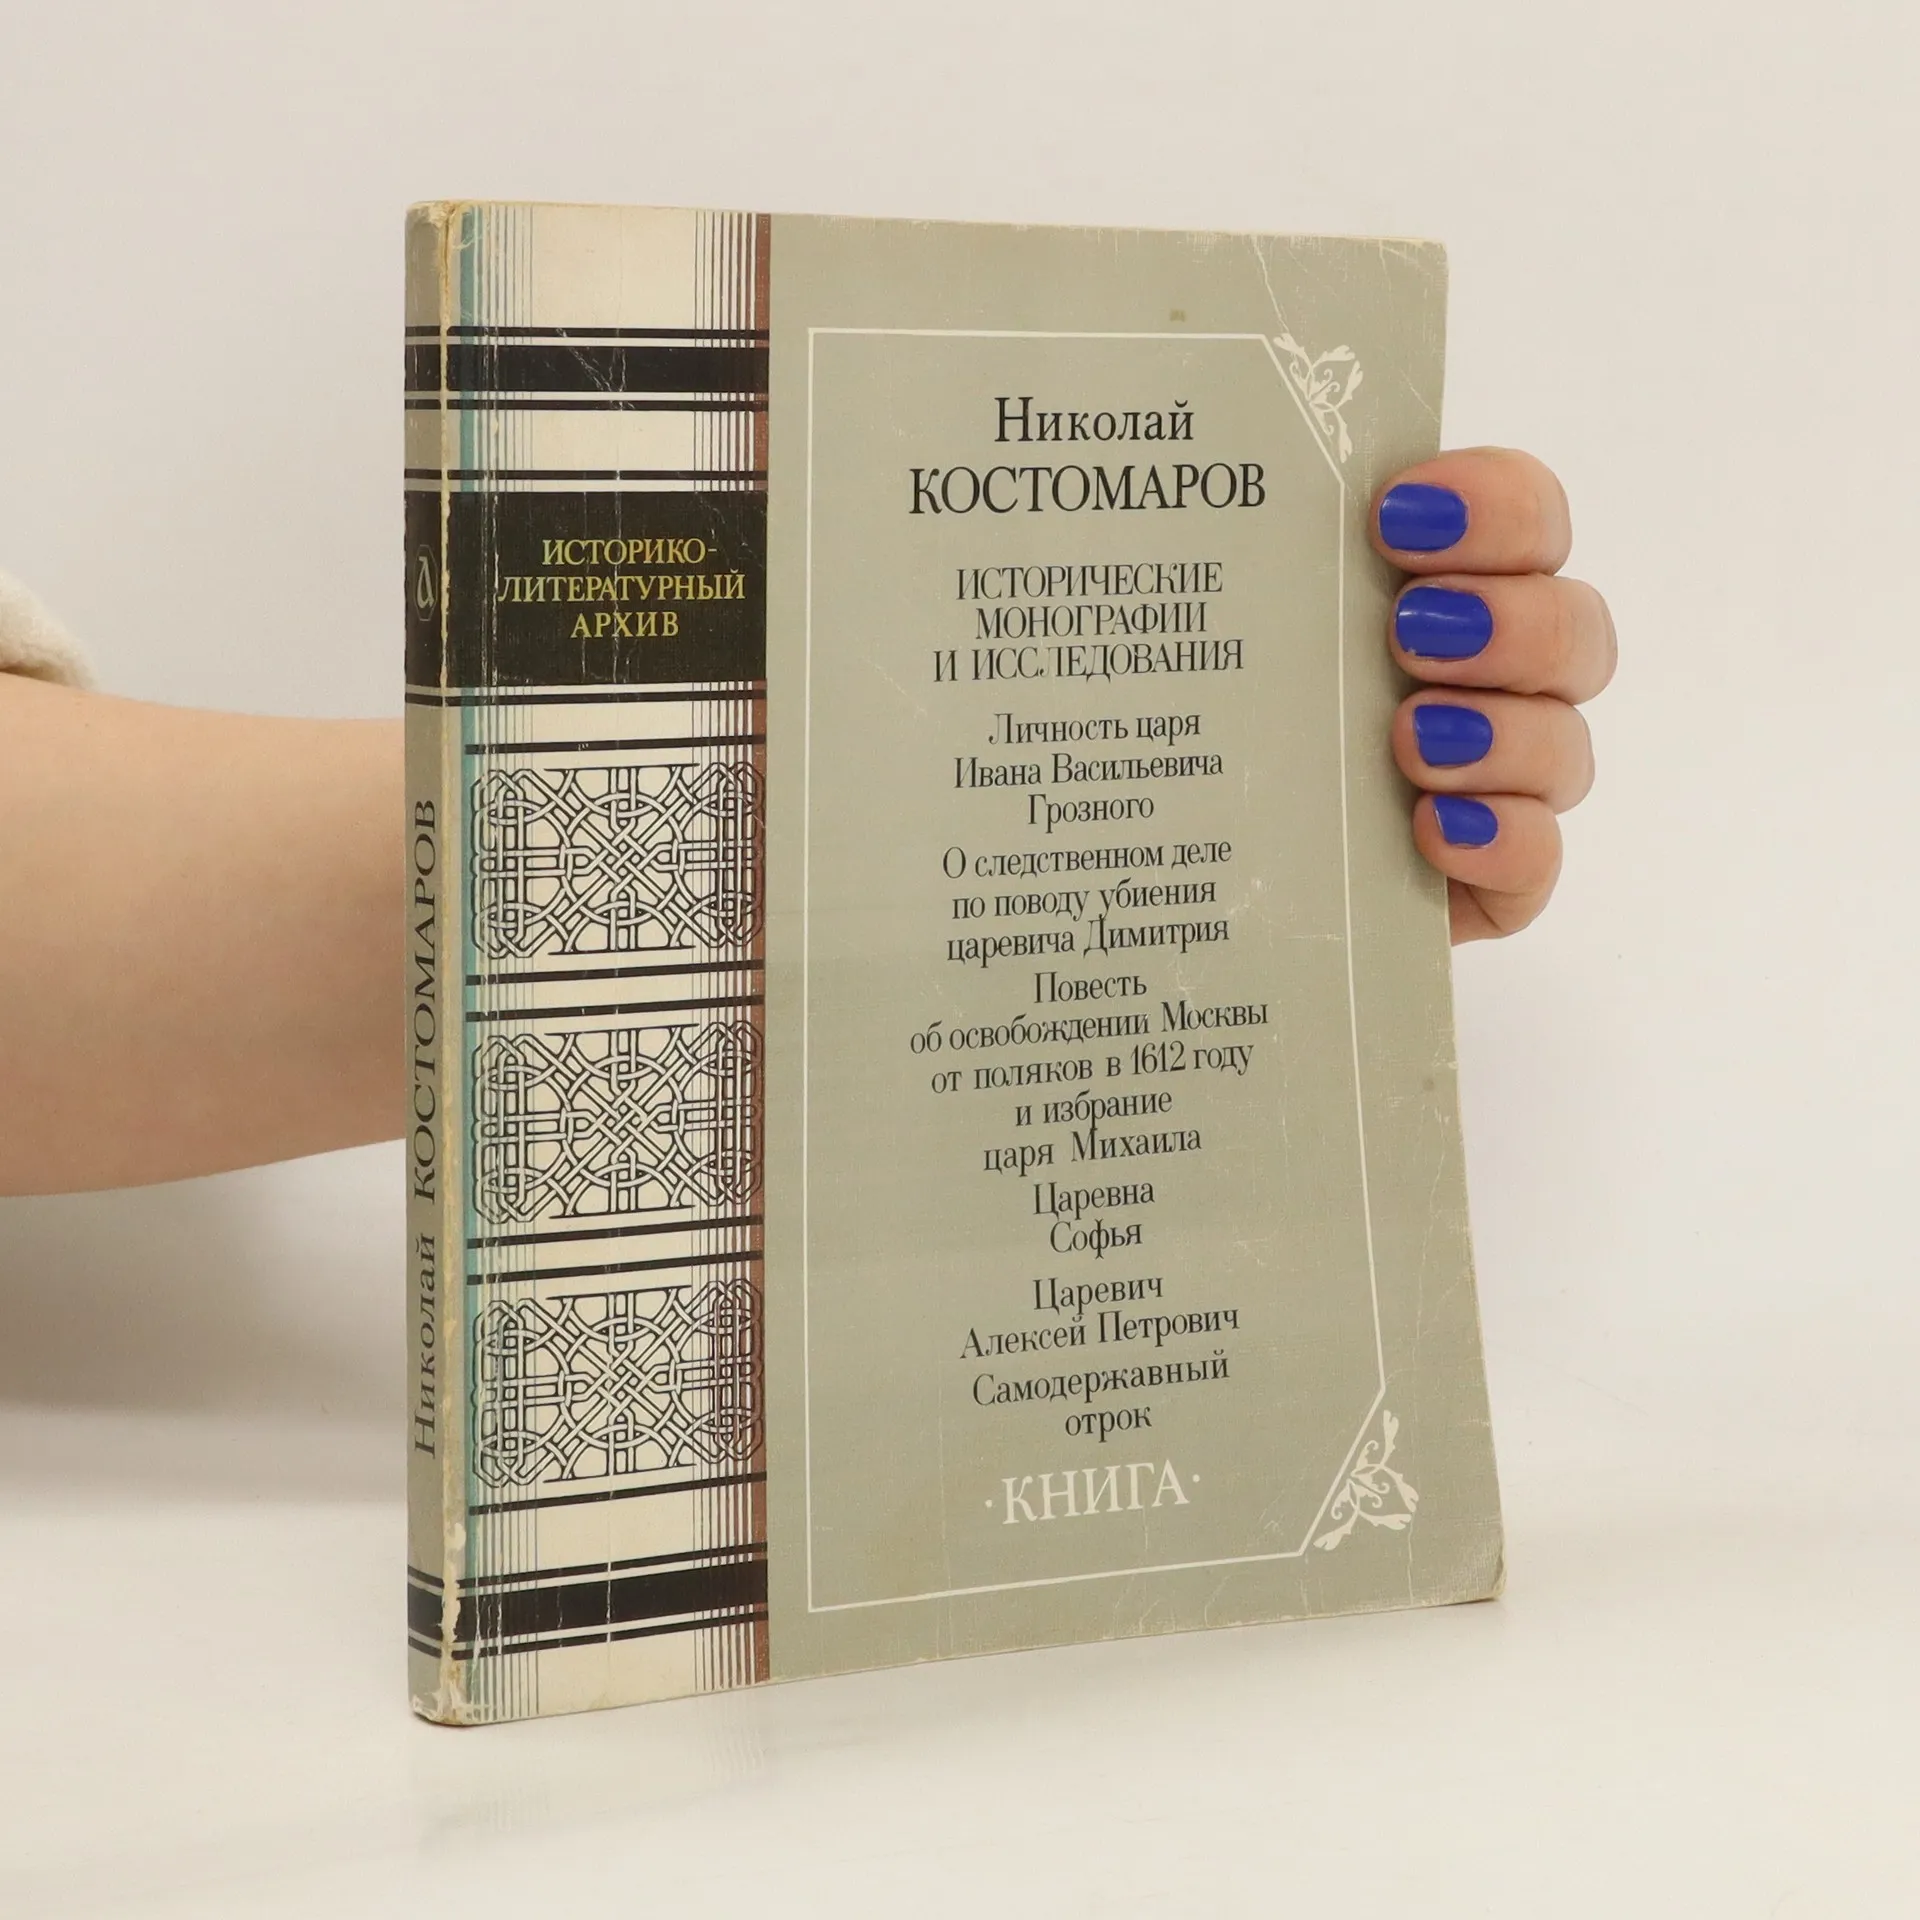 Николай
КОСТОМАРОВ
ИСТОРИЧЕСКИЕ
МОНОГРАФИИ
И ИССЛЕДОВАНИЯ
Личность царя
Ивана Васильевича
Грозного
О следственном деле
по поводу убиения
царевича Димитрия
Повесть
об освобождении Москвы
от поляков в 1612 году
и избрание
царя Михаила
Царевна
Софья
Царевич
Алексей Петрович
Самодержавный
отрок
·КНИГА·
ИСТОРИКО-
ЛИТЕРАТУРНЫЙ
АРХИВ
Николай КОСТОМАРОВ